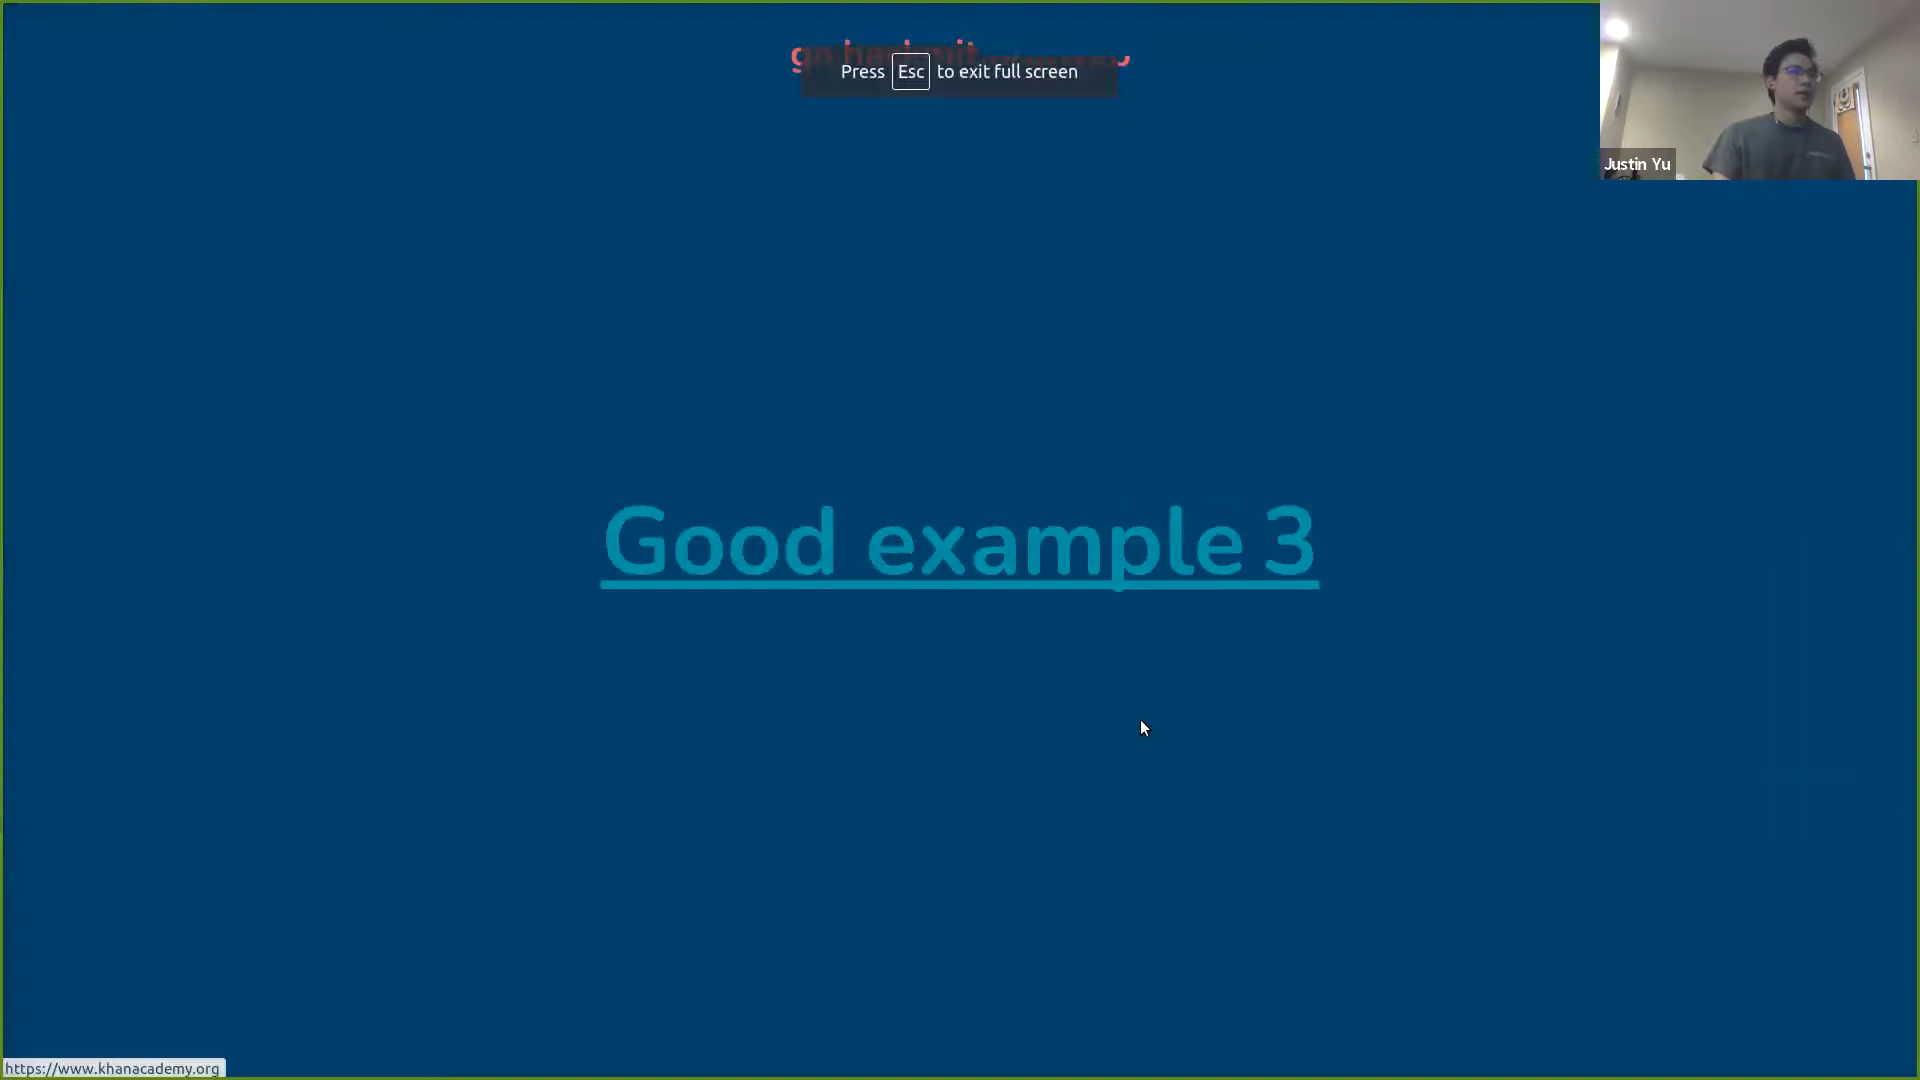 Press Esc to exit full screen
Justin Yu
Good example 3
https://www.khanacademy.org